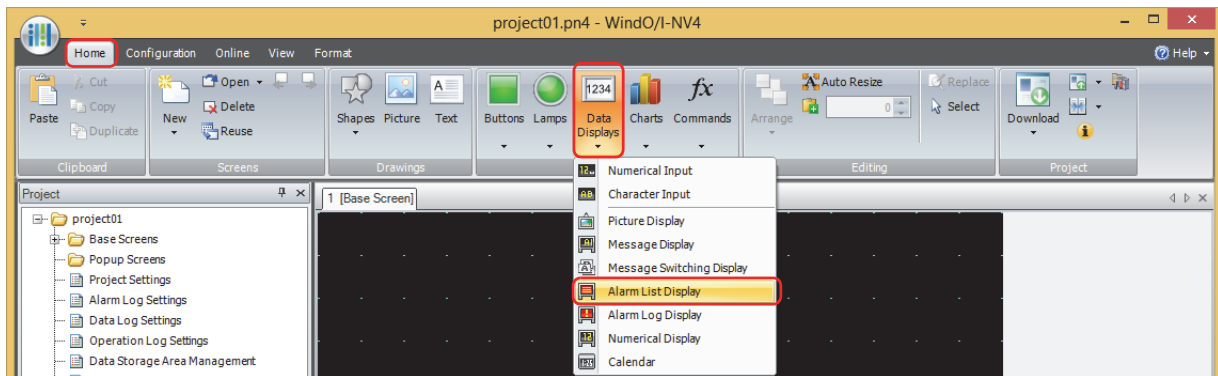 project01.pn4 - WindO/I-NV4
Home Configuration Online View Format Help
Cut
Copy
Duplicate
Paste
Clipboard
New
Open
Delete
Reuse
Screens
Shapes Picture Text
Drawings
Buttons Lamps
1234
Data Displays
Charts
fx
Commands
Arrange
Auto Resize
0
Replace
Select
Editing
Download
Project
Project
project01
Base Screens
Popup Screens
Project Settings
Alarm Log Settings
Data Log Settings
Operation Log Settings
Data Storage Area Management
1 [Base Screen]
Numerical Input
Character Input
Picture Display
Message Display
Message Switching Display
Alarm List Display
Alarm Log Display
Numerical Display
Calendar